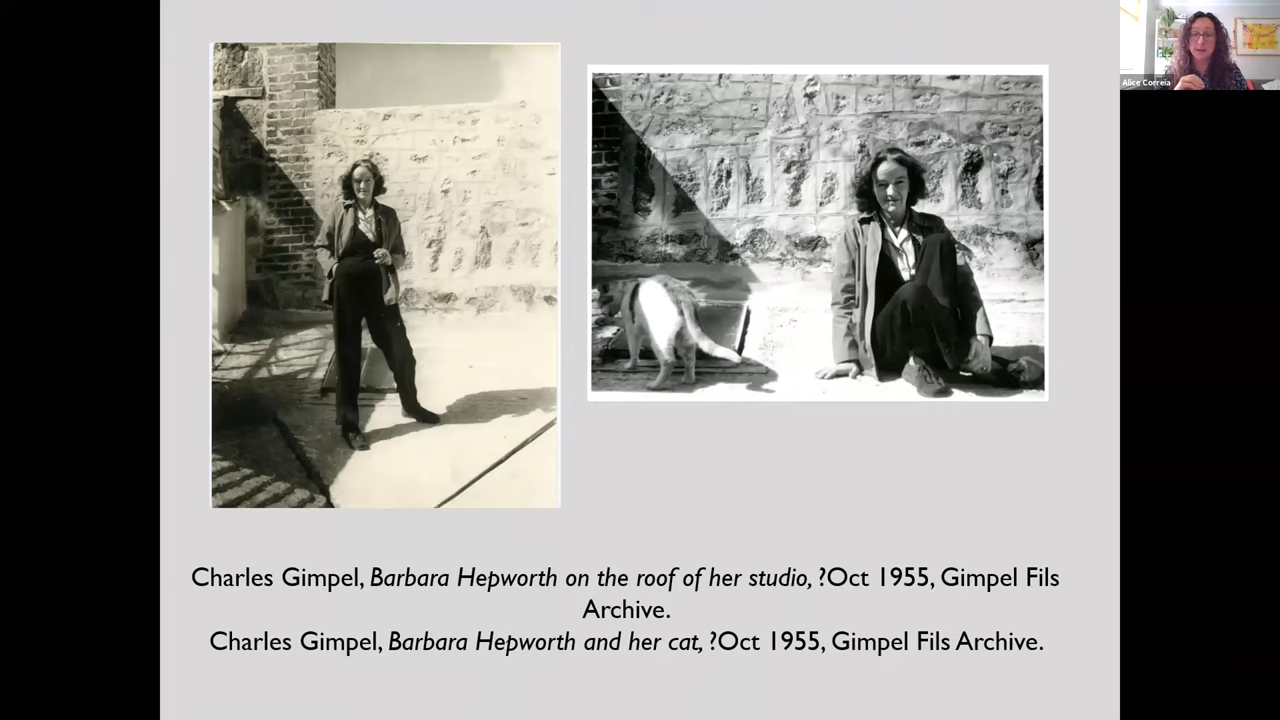 Alice Correia
Charles Gimpel, Barbara Hepworth on the roof of her studio, ?Oct 1955, Gimpel Fils
Archive.
Charles Gimpel, Barbara Hepworth and her cat, ?Oct 1955, Gimpel Fils Archive.